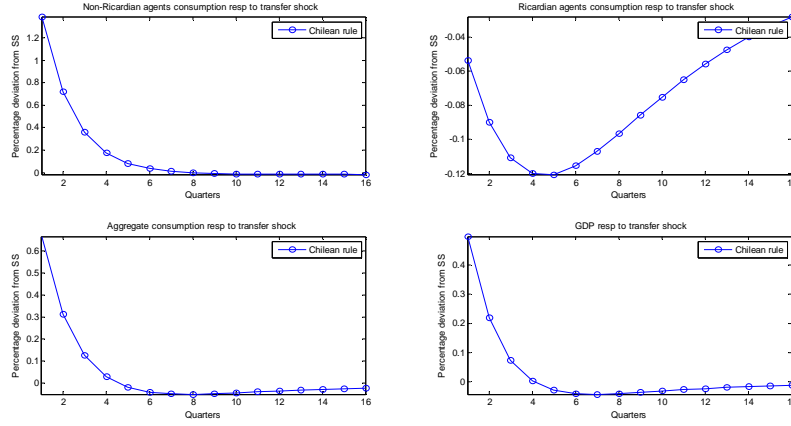 Non-Ricardian agents consumption resp to transfer shock
Chilean rule
Percentage deviation from SS
1.2
1
0.8
0.6
0.4
0.2
0
2 4 6 8 10 12 14 16
Quarters
Ricardian agents consumption resp to transfer shock
Chilean rule
Percentage deviation from SS
-0.04
-0.06
-0.08
-0.1
-0.12
2 4 6 8 10 12 14 16
Quarters
Aggregate consumption resp to transfer shock
Chilean rule
Percentage deviation from SS
0.6
0.5
0.4
0.3
0.2
0.1
0
2 4 6 8 10 12 14 16
Quarters
GDP resp to transfer shock
Chilean rule
Percentage deviation from SS
0.4
0.3
0.2
0.1
0
2 4 6 8 10 12 14 16
Quarters